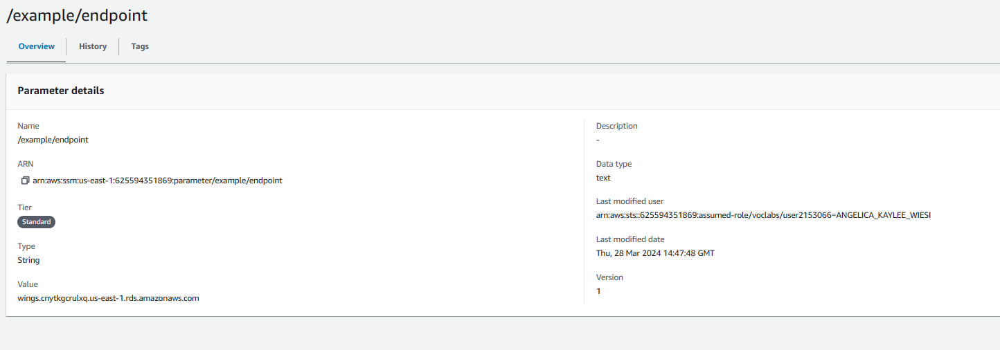 /example/endpoint
Overview
History
Tags
Parameter details
Name
/example/endpoint
ARN
arn:aws:ssm:us-east-1:625594351869:parameter/example/endpoint
Tier
Standard
Type
String
Value
wings.cnytkgcrulxq.us-east-1.rds.amazonaws.com
Description
-
Data type
text
Last modified user
arn:aws:sts::625594351869:assumed-role/voclabs/user2153066=ANGELICA_KAYLEE_WIESI
Last modified date
Thu, 28 Mar 2024 14:47:48 GMT
Version
1